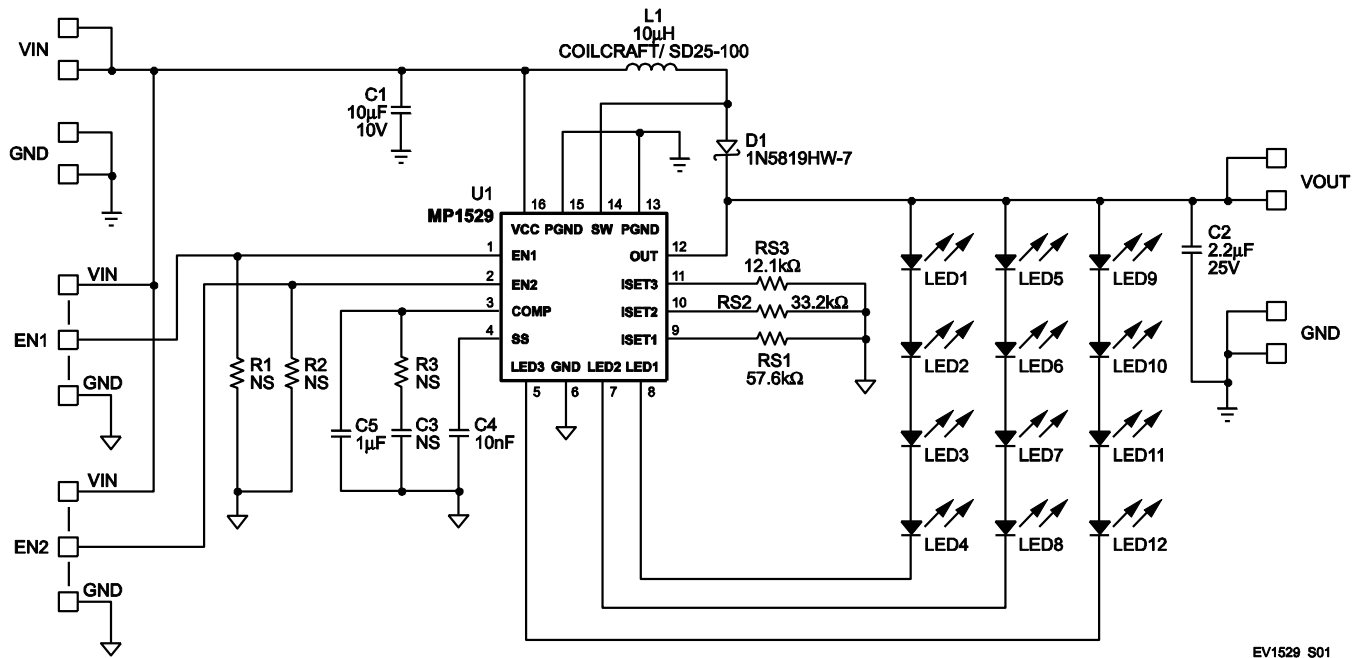 L1
10µH
COILCRAFT/ SD25-100
VIN
C1
10µF
10V
GND
D1
1N5819HW-7
VOUT
U1
MP1529
16
15
14
13
VCC
PGND
SW
PGND
1
EN1
OUT
12
2
EN2
ISET3
11
3
COMP
ISET2
10
4
SS
ISET1
9
LED3
GND
LED2
LED1
5
6
7
8
RS3
12.1kΩ
RS2
33.2kΩ
RS1
57.6kΩ
LED1
LED5
LED9
C2
2.2µF
25V
VIN
EN1
GND
GND
R1
NS
R2
NS
R3
NS
LED2
LED6
LED10
C5
1µF
C3
NS
C4
10nF
LED3
LED7
LED11
VIN
EN2
GND
LED4
LED8
LED12
EV1529_S01